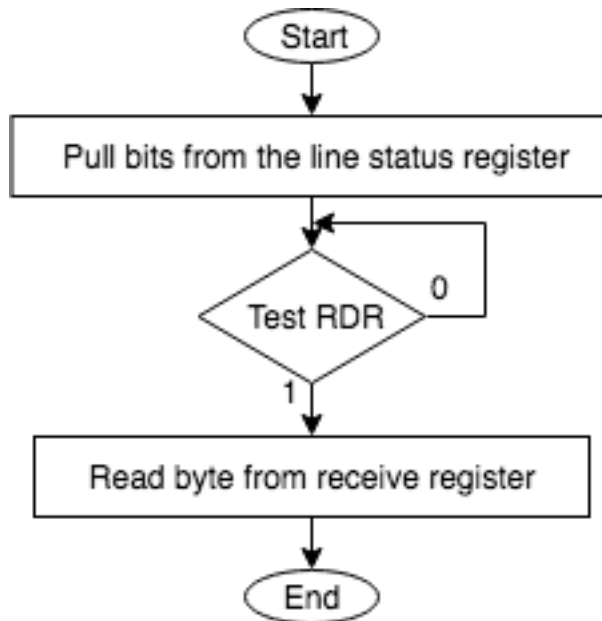 Start
Pull bits from the line status register
0
Test RDR
1
Read byte from receive register
End